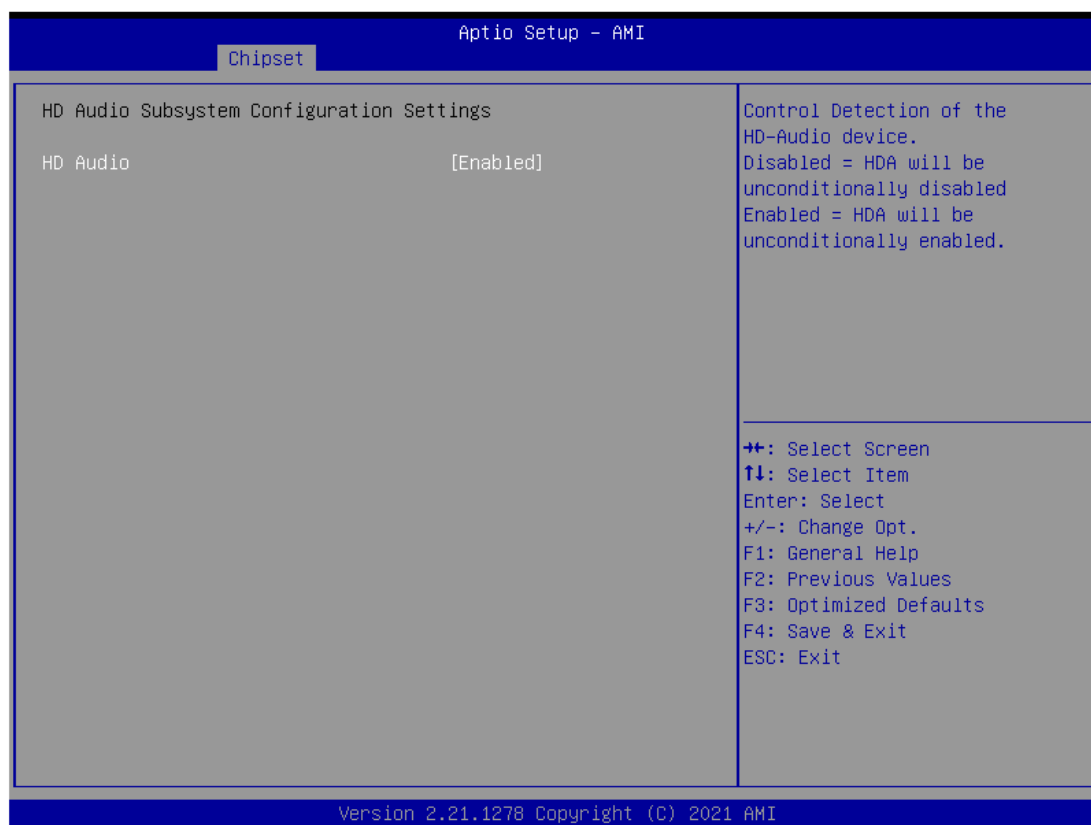 Aptio Setup – AMI
Chipset
HD Audio Subsystem Configuration Settings
HD Audio [Enabled]
Control Detection of the
HD-Audio device.
Disabled = HDA will be
unconditionally disabled
Enabled = HDA will be
unconditionally enabled.
→←: Select Screen
↑↓: Select Item
Enter: Select
+/-: Change Opt.
F1: General Help
F2: Previous Values
F3: Optimized Defaults
F4: Save & Exit
ESC: Exit
Version 2.21.1278 Copyright (C) 2021 AMI